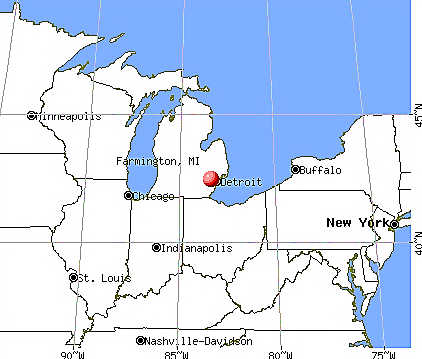 45°N
Minneapolis
Farmington, MI
Buffalo
Detroit
Chicago
New York
40°N
Indianapolis
St. Louis
Nashville-Davidson
90°W
85°W
80°W
75°W